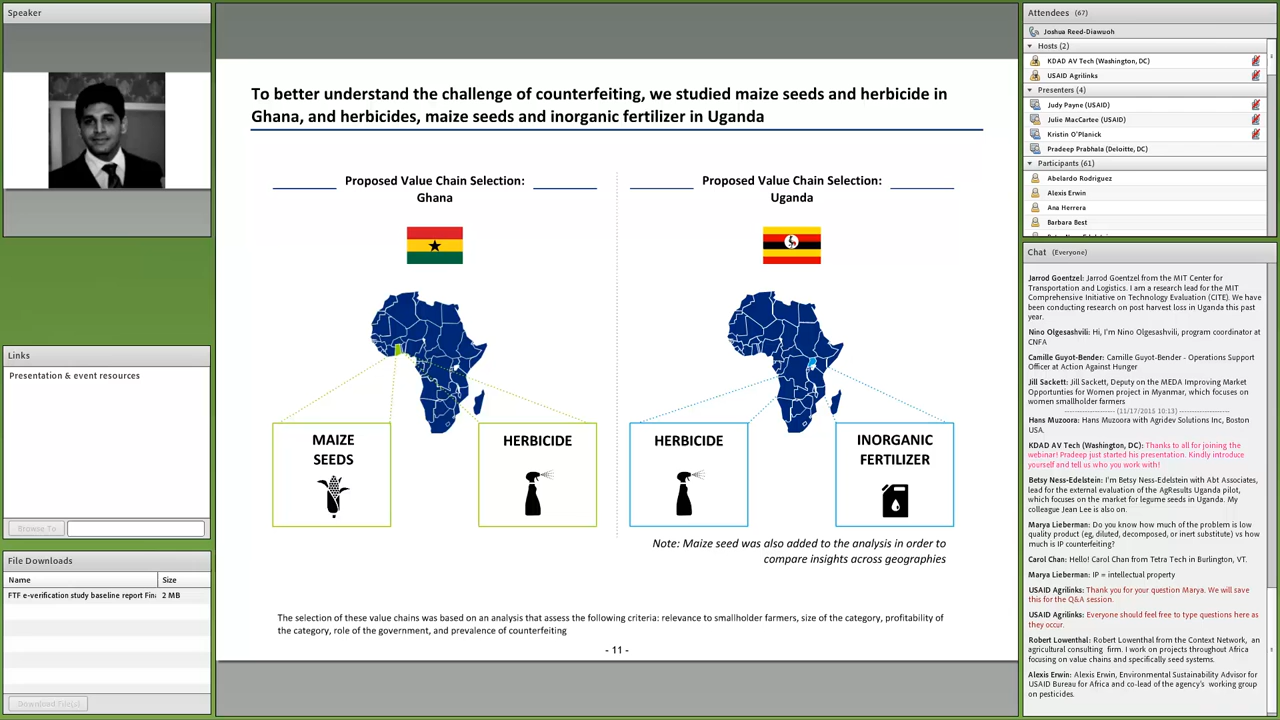 Speaker
Links
Presentation & event resources
Browse To
File Downloads
Name Size
FTF e-verification study baseline report Fin 2 MB
Download File(s)
To better understand the challenge of counterfeiting, we studied maize seeds and herbicide in
Ghana, and herbicides, maize seeds and inorganic fertilizer in Uganda
Proposed Value Chain Selection:
Ghana
MAIZE
SEEDS
HERBICIDE
Proposed Value Chain Selection:
Uganda
HERBICIDE
INORGANIC
FERTILIZER
Note: Maize seed was also added to the analysis in order to
compare insights across geographies
The selection of these value chains was based on an analysis that assess the following criteria: relevance to smallholder farmers, size of the category, profitability of
the category, role of the government, and prevalence of counterfeiting
- 11 -
Attendees (67)
Joshua Reed-Diawuoh
Hosts (2)
KDAD AV Tech (Washington, DC)
USAID Agrilinks
Presenters (4)
Judy Payne (USAID)
Julie MacCartee (USAID)
Kristin O'Planick
Pradeep Prabhala (Deloitte, DC)
Participants (61)
Abelardo Rodriguez
Alexis Erwin
Ana Herrera
Barbara Best
Chat (Everyone)
Jarrod Goentzel: Jarrod Goentzel from the MIT Center for
Transportation and Logistics. I am a research lead for the MIT
Comprehensive Initiative on Technology Evaluation (CITE). We have
been conducting research on post harvest loss in Uganda this past
year.
Nino Olgesashvili: Hi, I'm Nino Olgesashvili, program coordinator at
CNFA
Camille Guyot-Bender: Camille Guyot-Bender - Operations Support
Officer at Action Against Hunger
Jill Sackett: Jill Sackett, Deputy on the MEDA Improving Market
Opportunties for Women project in Myanmar, which focuses on
women smallholder farmers
-------------------- (11/17/2015 10:13) --------------------
Hans Muzoora: Hans Muzoora with Agridev Solutions Inc, Boston
USA.
KDAD AV Tech (Washington, DC): Thanks to all for joining the
webinar! Pradeep just started his presentation. Kindly introduce
yourself and tell us who you work with!
Betsy Ness-Edelstein: I'm Betsy Ness-Edelstein with Abt Associates,
lead for the external evaluation of the AgResults Uganda pilot,
which focuses on the market for legume seeds in Uganda. My
colleague Jean Lee is also on.
Marya Lieberman: Do you know how much of the problem is low
quality product (eg, diluted, decomposed, or inert substitute) vs how
much is IP counterfeiting?
Carol Chan: Hello! Carol Chan from Tetra Tech in Burlington, VT.
Marya Lieberman: IP = intellectual property
USAID Agrilinks: Thank you for your question Marya. We will save
this for the Q&A session.
USAID Agrilinks: Everyone should feel free to type questions here as
they occur.
Robert Lowenthal: Robert Lowenthal from the Context Network, an
agricultural consulting firm. I work on projects throughout Africa
focusing on value chains and specifically seed systems.
Alexis Erwin: Alexis Erwin, Environmental Sustainability Advisor for
USAID Bureau for Africa and co-lead of the agency's working group
on pesticides.